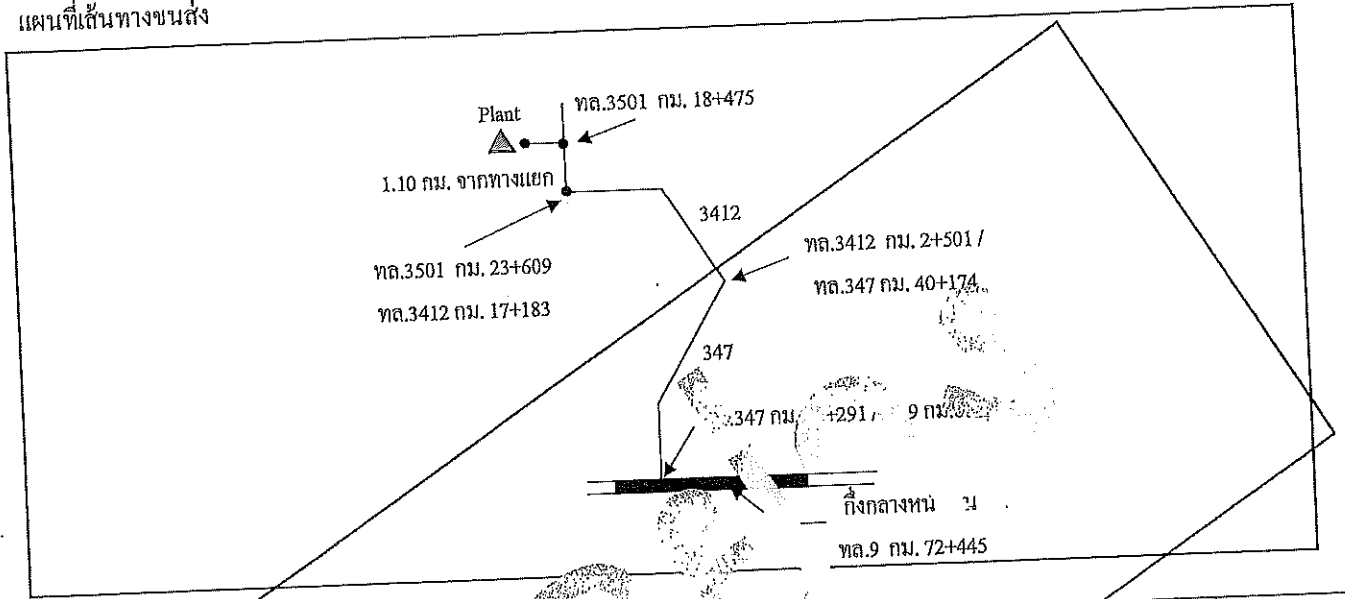 แผนที่เส้นทางขนส่ง
Plant
ทล.3501 กม. 18+475
1.10 กม. จากทางแยก
3412
ทล.3501 กม. 23+609
ทล.3412 กม. 17+183
ทล.3412 กม. 2+501 /
ทล.347 กม. 40+174
347
.347 กม. +291 / 9 กม.
กึ่งกลาง
ทล.9 กม. 72+445